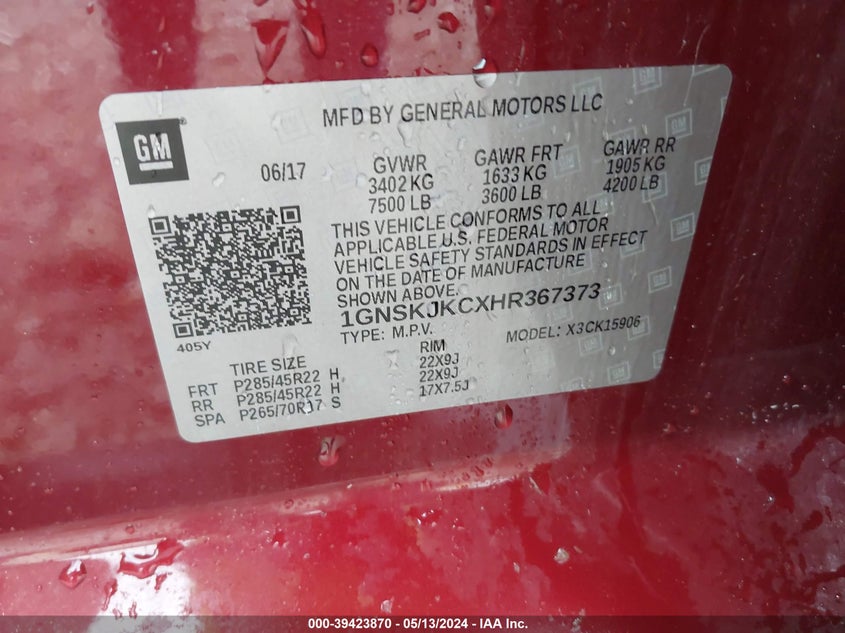 MFD BY GENERAL MOTORS LLC
GM
06/17
GVWR
3402 KG
7500 LB
GAWR FRT
1633 KG
3600 LB
GAWR RR
1905 KG
4200 LB
THIS VEHICLE CONFORMS TO ALL
APPLICABLE U.S. FEDERAL MOTOR
VEHICLE SAFETY STANDARDS IN EFFECT
ON THE DATE OF MANUFACTURE
SHOWN ABOVE.
1GNSKJKCXHR367373
TYPE: M.P.V. MODEL: X3CK15906
405Y
TIRE SIZE RIM
FRT P285/45R22 H 22X9J
RR P285/45R22 H 22X9J
SPA P265/70R17 S 17X7.5J
000-39423870 - 05/13/2024 - IAA Inc.